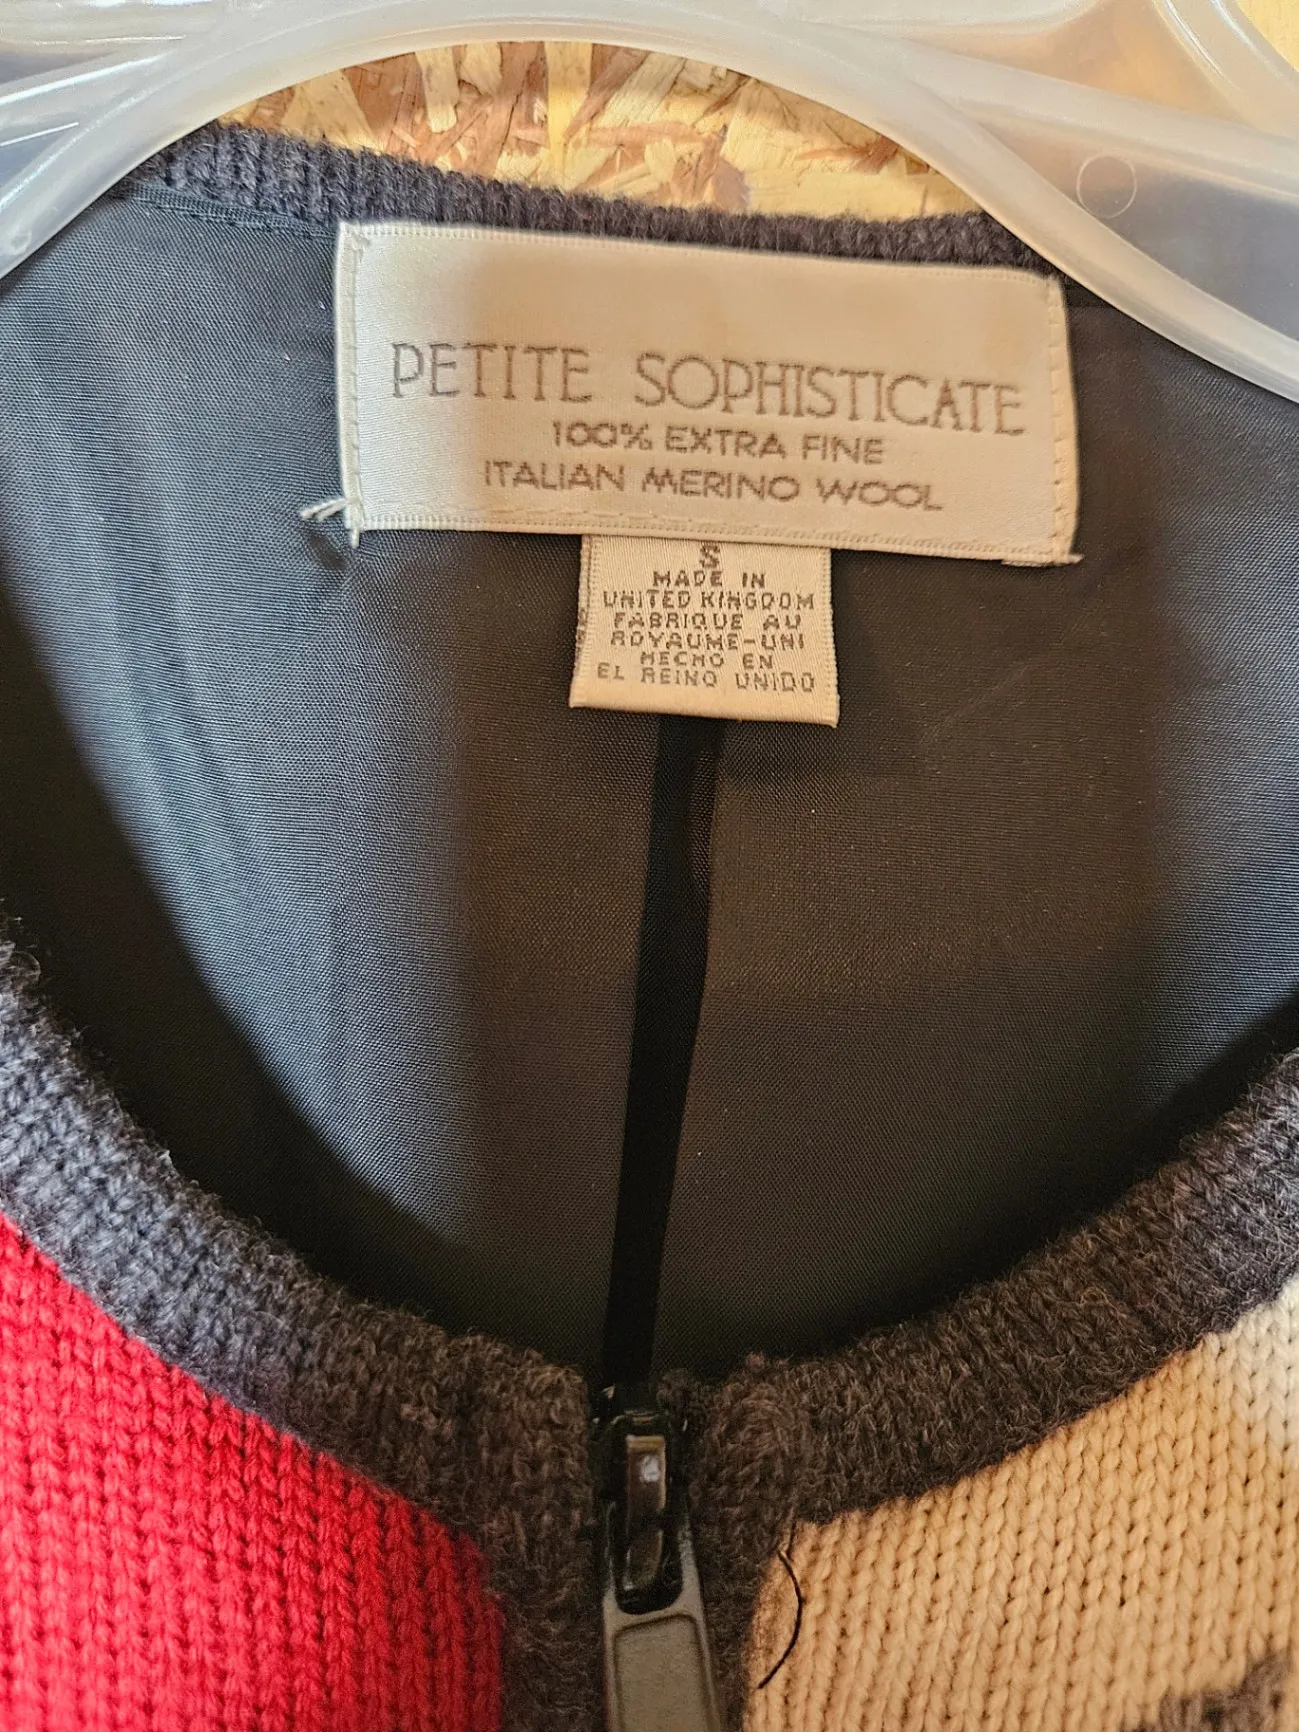 PETITE SOPHISTICATE
100% EXTRA FINE
ITALIAN MERINO WOOL
S
MADE IN
UNITED KINGDOM
FABRIQUE AU
ROYAUME-UNI
HECHO EN
EL REINO UNIDO